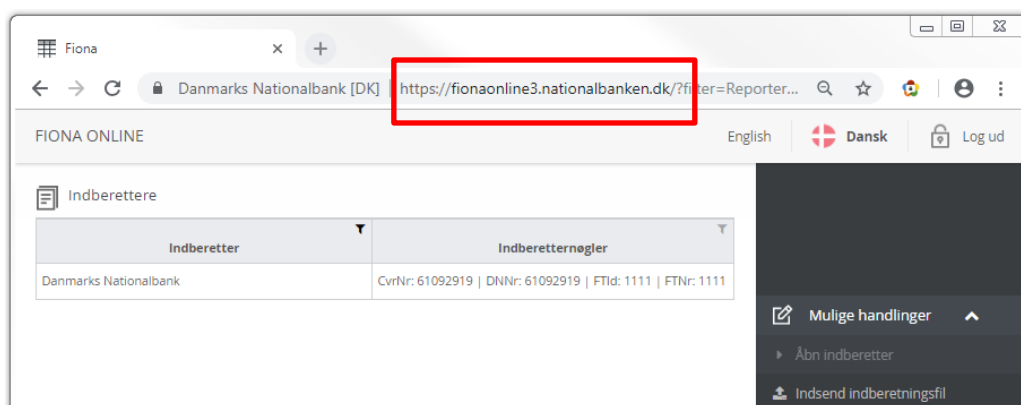 Fiona
Danmarks Nationalbank [DK] | https://fionaonline3.nationalbanken.dk/?filter=Reporter...
FIONA ONLINE English Dansk Log ud
Indberettere
Indberetter Indberetternøgler
Danmarks Nationalbank CvrNr: 61092919 | DNNr: 61092919 | FTId: 1111 | FTNr: 1111
Mulige handlinger
Åbn indberetter
Indsend indberetningsfil